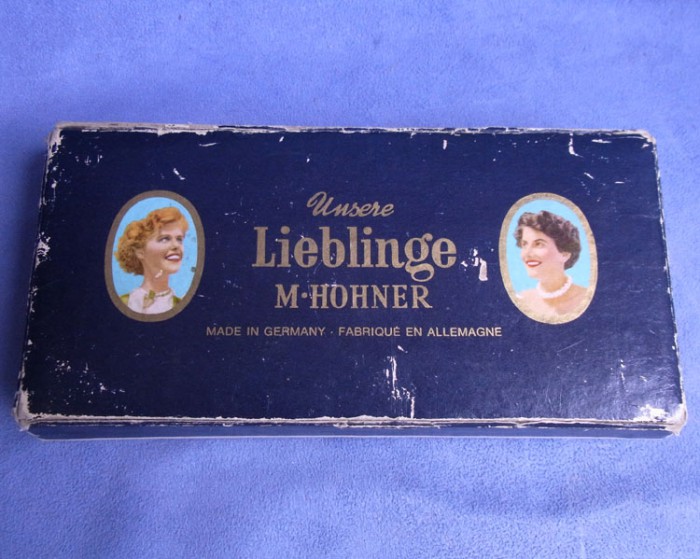 Unsere
Lieblinge
M·HOHNER
MADE IN GERMANY · FABRIQUÉ EN ALLEMAGNE